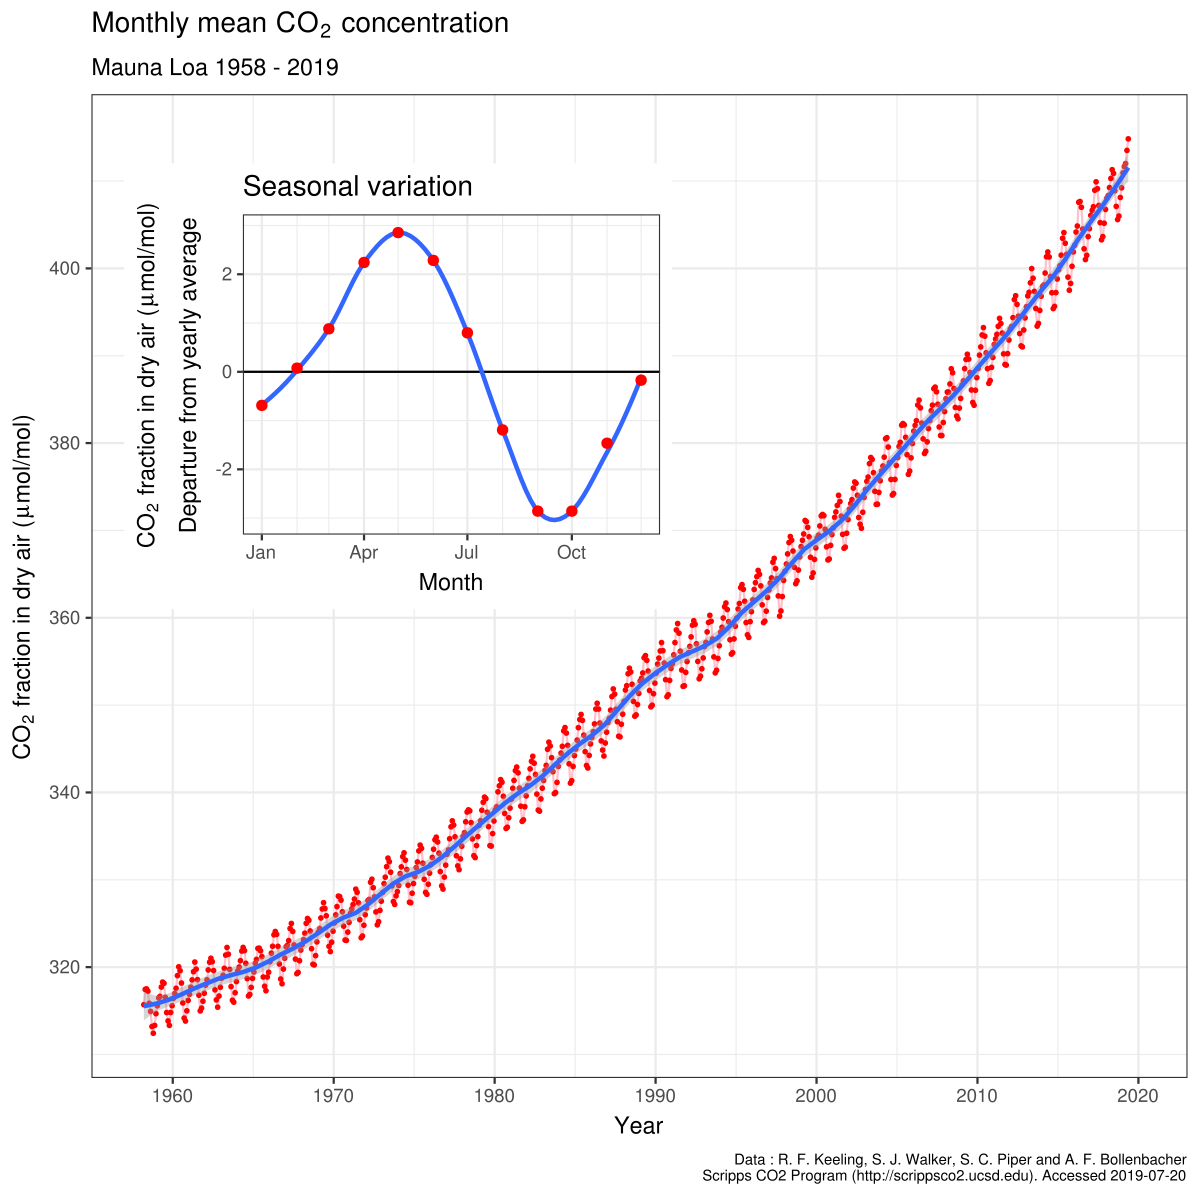 Monthly mean CO₂ concentration
Mauna Loa 1958 - 2019
CO₂ fraction in dry air (μmol/mol)
400
380
360
340
320
Seasonal variation
CO₂ fraction in dry air (μmol/mol)
Departure from yearly average
2
0
-2
Jan Apr Jul Oct
Month
1960 1970 1980 1990 2000 2010 2020
Year
Data : R. F. Keeling, S. J. Walker, S. C. Piper and A. F. Bollenbacher
Scripps CO2 Program (http://scrippsco2.ucsd.edu). Accessed 2019-07-20